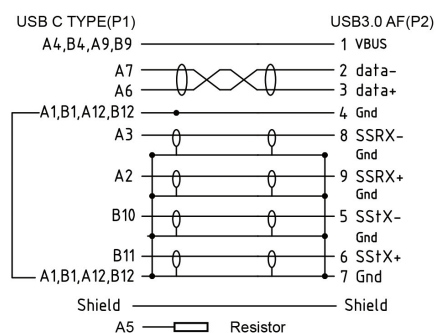 USB C TYPE(P1) USB3.0 AF(P2)
A4,B4,A9,B9 1 VBUS
A7 2 data-
A6 3 data+
A1,B1,A12,B12 4 Gnd
A3 8 SSRX-
Gnd
A2 9 SSRX+
Gnd
B10 5 SStX-
Gnd
B11 6 SStX+
A1,B1,A12,B12 7 Gnd
Shield Shield
A5 Resistor